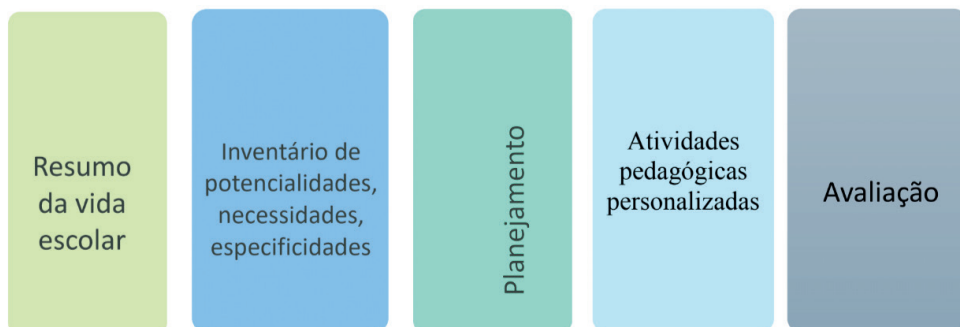 Resumo
da vida
escolar
Inventário de
potencialidades,
necessidades,
especificidades
Planejamento
Atividades
pedagógicas
personalizadas
Avaliação